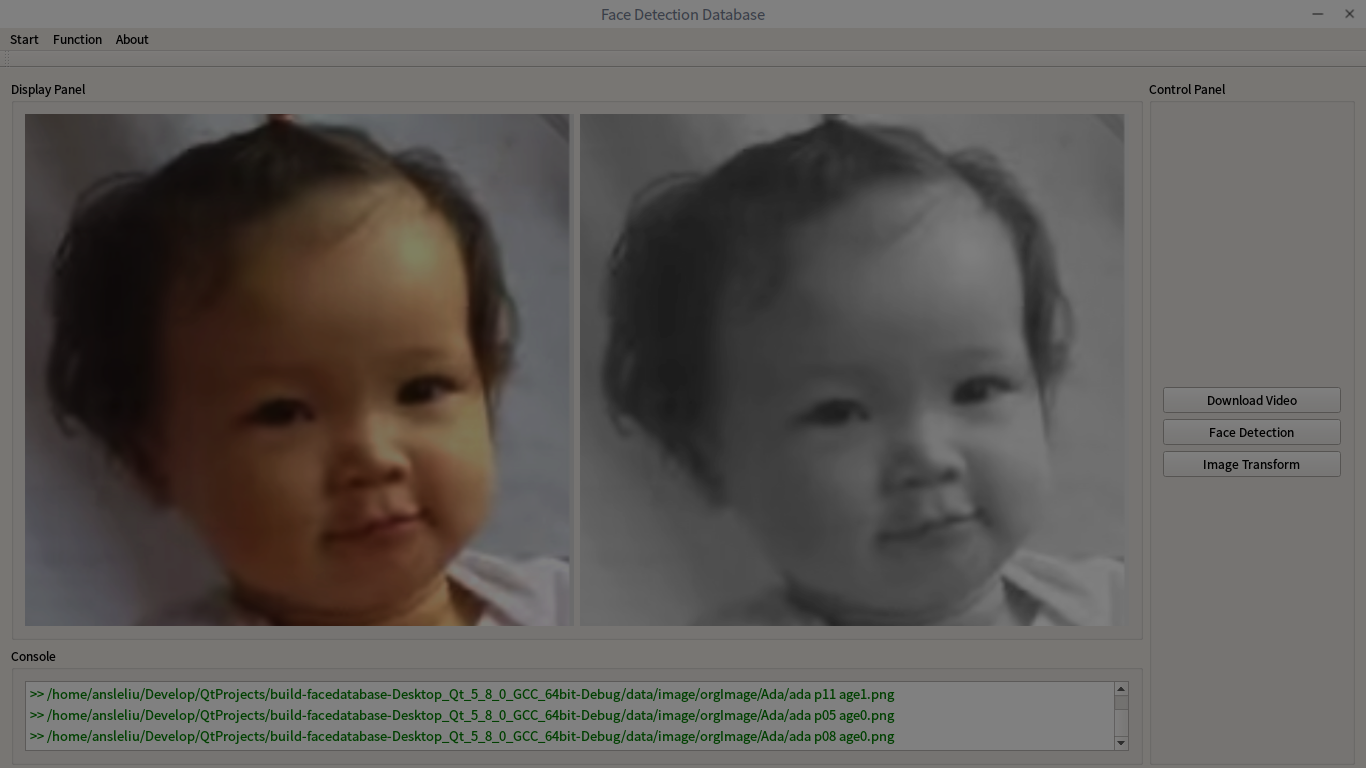 Face Detection Database
Start Function About
Display Panel
Control Panel
Download Video
Face Detection
Image Transform
Console
>> /home/ansleliu/Develop/QtProjects/build-facedatabase-Desktop_Qt_5_8_0_GCC_64bit-Debug/data/image/orgImage/Ada/ada p11 age1.png
>> /home/ansleliu/Develop/QtProjects/build-facedatabase-Desktop_Qt_5_8_0_GCC_64bit-Debug/data/image/orgImage/Ada/ada p05 age0.png
>> /home/ansleliu/Develop/QtProjects/build-facedatabase-Desktop_Qt_5_8_0_GCC_64bit-Debug/data/image/orgImage/Ada/ada p08 age0.png